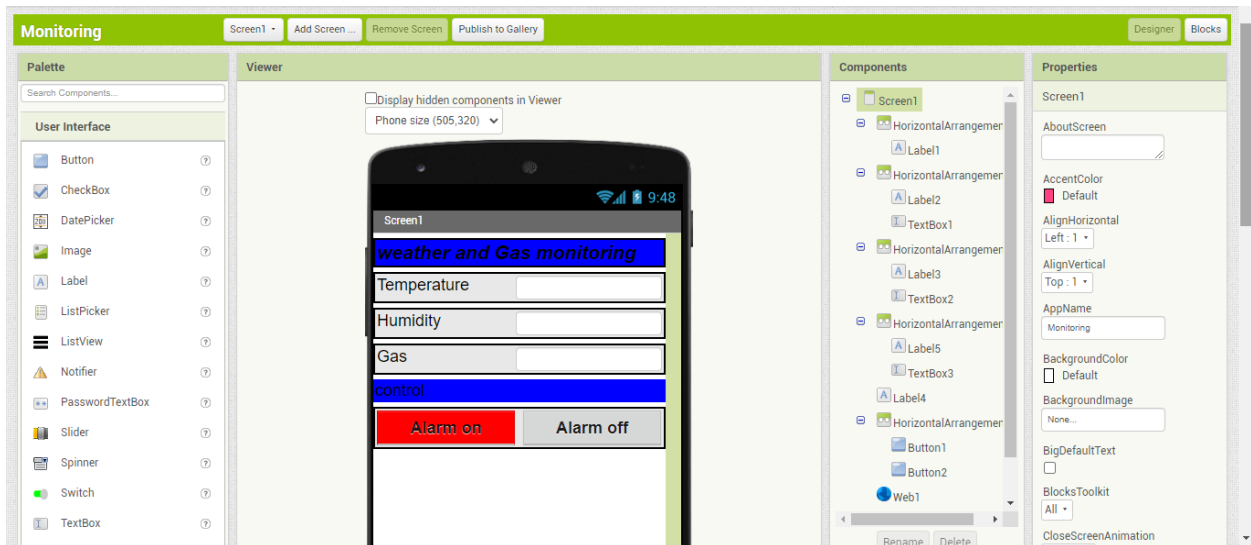 Monitoring
Screen1
Add Screen ...
Remove Screen
Publish to Gallery
Designer
Blocks
Palette
Search Components...
User Interface
Button
CheckBox
DatePicker
Image
Label
ListPicker
ListView
Notifier
PasswordTextBox
Slider
Spinner
Switch
TextBox
Viewer
Display hidden components in Viewer
Phone size (505,320)
9:48
Screen1
weather and Gas monitoring
Temperature
Humidity
Gas
control
Alarm on
Alarm off
Components
Screen1
HorizontalArrangemer
Label1
HorizontalArrangemer
Label2
TextBox1
HorizontalArrangemer
Label3
TextBox2
HorizontalArrangemer
Label5
TextBox3
Label4
HorizontalArrangemer
Button1
Button2
Web1
Rename
Delete
Properties
Screen1
AboutScreen
AccentColor
Default
AlignHorizontal
Left : 1
AlignVertical
Top : 1
AppName
Monitoring
BackgroundColor
Default
BackgroundImage
None...
BigDefaultText
BlocksToolkit
All
CloseScreenAnimation